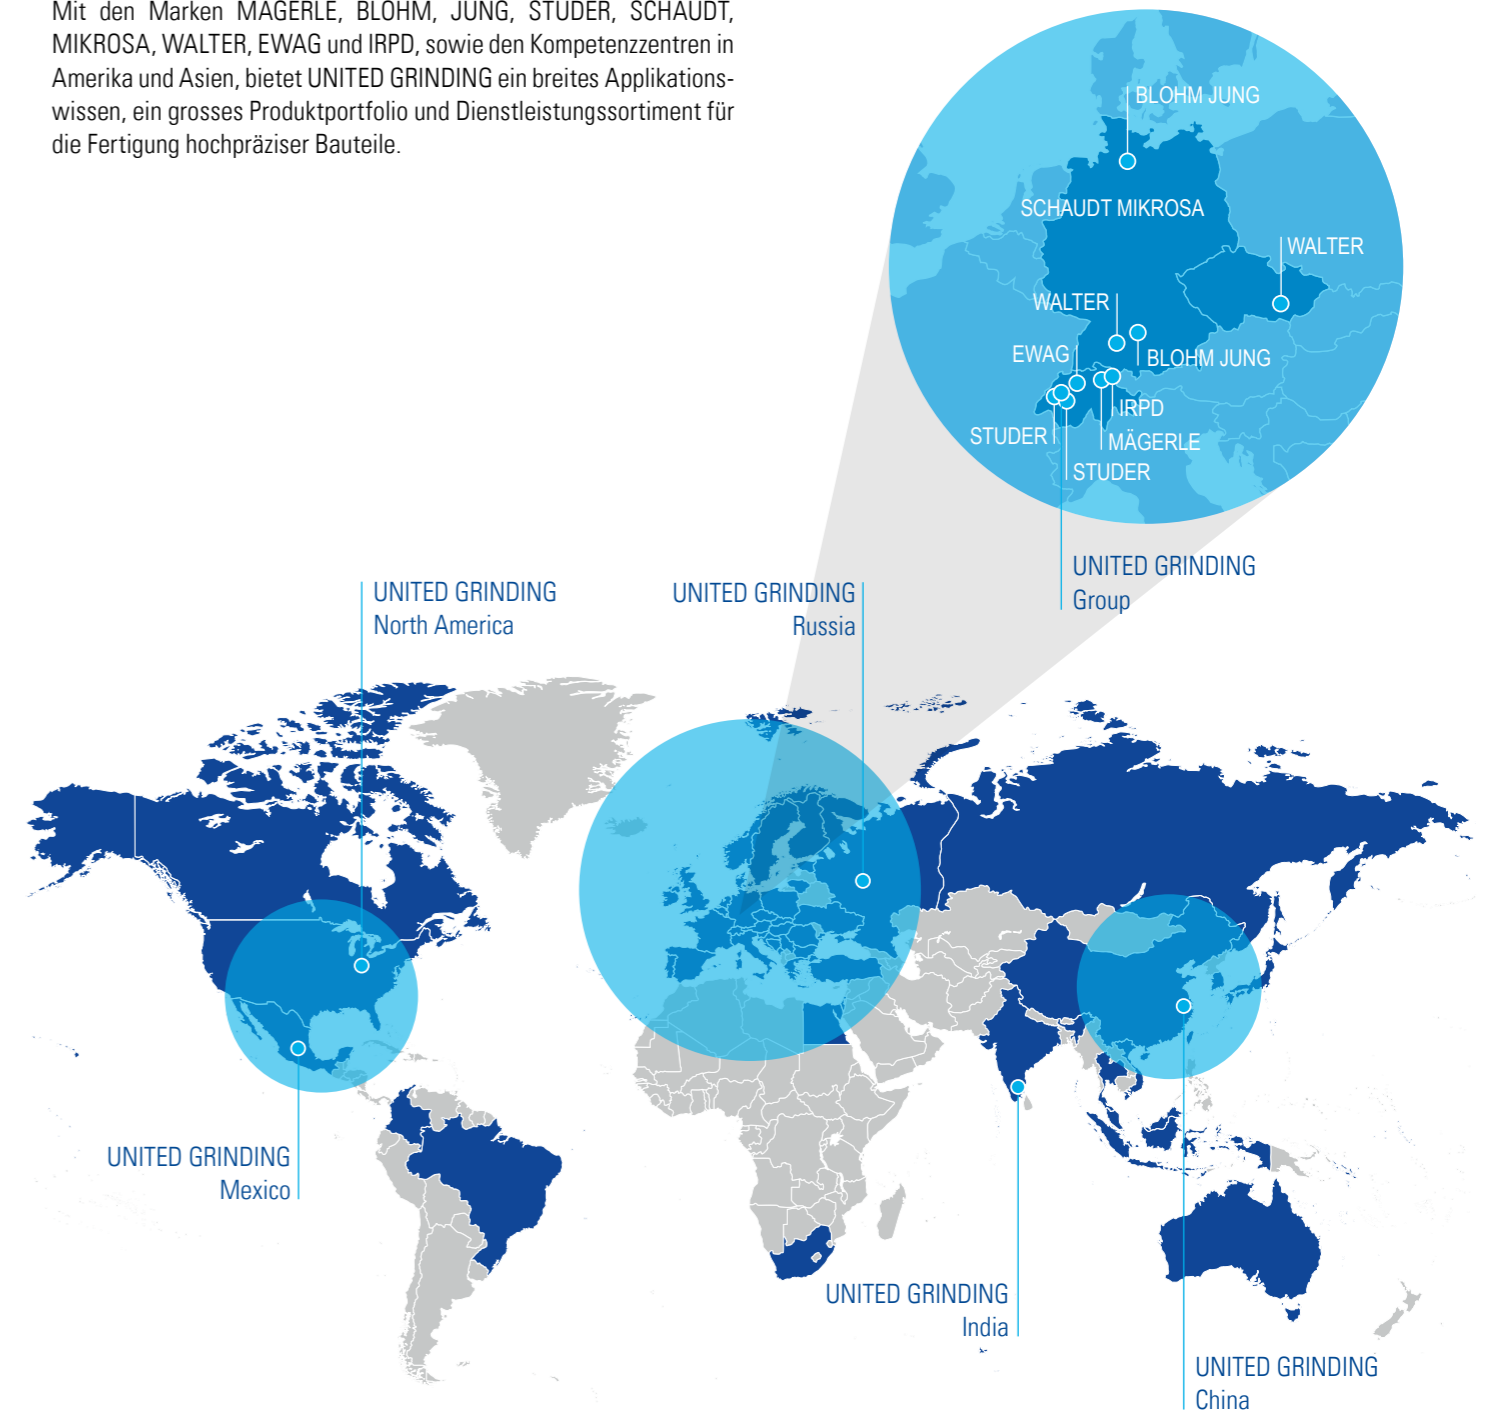 Mit den Marken MÄGERLE, BLOHM, JUNG, STUDER, SCHAUDT,
MIKROSA, WALTER, EWAG und IRPD, sowie den Kompetenzzentren in
Amerika und Asien, bietet UNITED GRINDING ein breites Applikations-
wissen, ein grosses Produktportfolio und Dienstleistungssortiment für
die Fertigung hochpräziser Bauteile.
BLOHM JUNG
SCHAUDT MIKROSA
WALTER
WALTER
EWAG
BLOHM JUNG
IRPD
STUDER
MÄGERLE
STUDER
UNITED GRINDING
Group
UNITED GRINDING
North America
UNITED GRINDING
Russia
UNITED GRINDING
Mexico
UNITED GRINDING
India
UNITED GRINDING
China